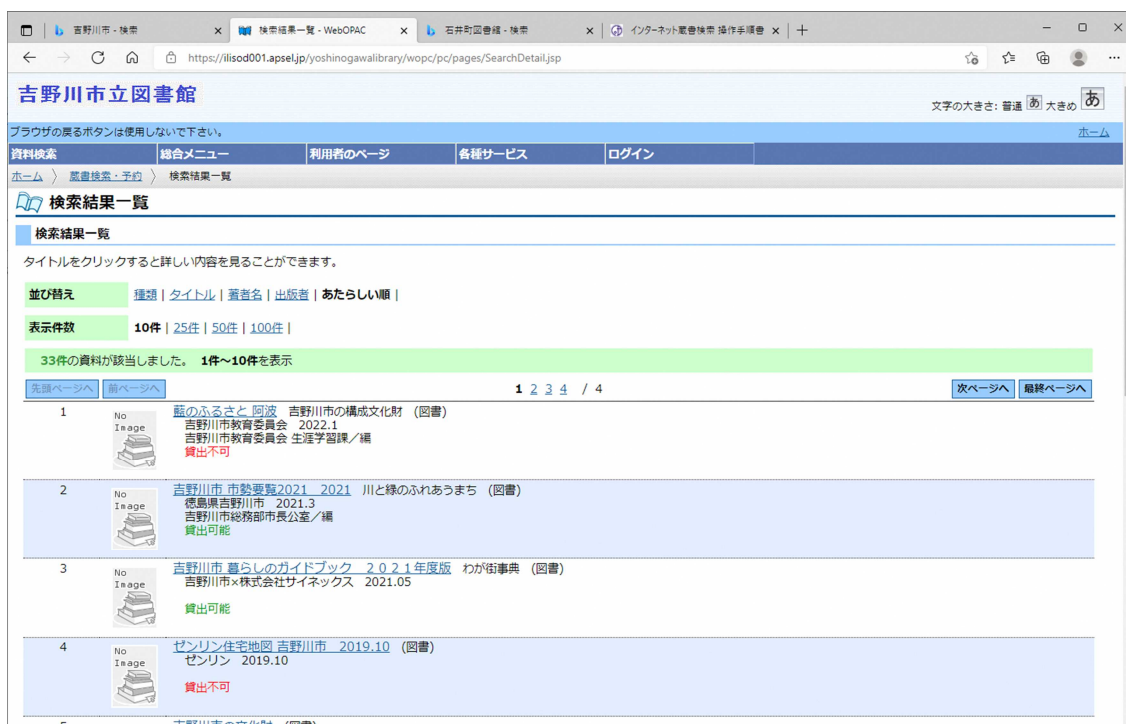 吉野川市 - 検索
検索結果一覧 - WebOPAC
石井町図書館 - 検索
インターネット蔵書検索 操作手順書
https://ilisod001.apsel.jp/yoshinogawalibrary/wopc/pc/pages/SearchDetail.jsp
吉野川市立図書館
文字の大きさ: 普通 あ 大きめ あ
ブラウザの戻るボタンは使用しないで下さい。 ホーム
資料検索 総合メニュー 利用者のページ 各種サービス ログイン
ホーム 〉 蔵書検索・予約 〉 検索結果一覧
検索結果一覧
検索結果一覧
タイトルをクリックすると詳しい内容を見ることができます。
並び替え 種類 | タイトル | 著者名 | 出版者 | あたらしい順 |
表示件数 10件 | 25件 | 50件 | 100件 |
33件の資料が該当しました。 1件～10件を表示
先頭ページへ 前ページへ 1 2 3 4 / 4 次ページへ 最終ページへ
1 No Image 藍のふるさと 阿波 吉野川市の構成文化財 (図書)
吉野川市教育委員会 2022.1
吉野川市教育委員会 生涯学習課／編
貸出不可
2 No Image 吉野川市 市勢要覧2021 2021 川と緑のふれあうまち (図書)
徳島県吉野川市 2021.3
吉野川市総務部市長公室／編
貸出可能
3 No Image 吉野川市 暮らしのガイドブック ２０２１年度版 わが街事典 (図書)
吉野川市×株式会社サイネックス 2021.05
貸出可能
4 No Image ゼンリン住宅地図 吉野川市 2019.10 (図書)
ゼンリン 2019.10
貸出不可